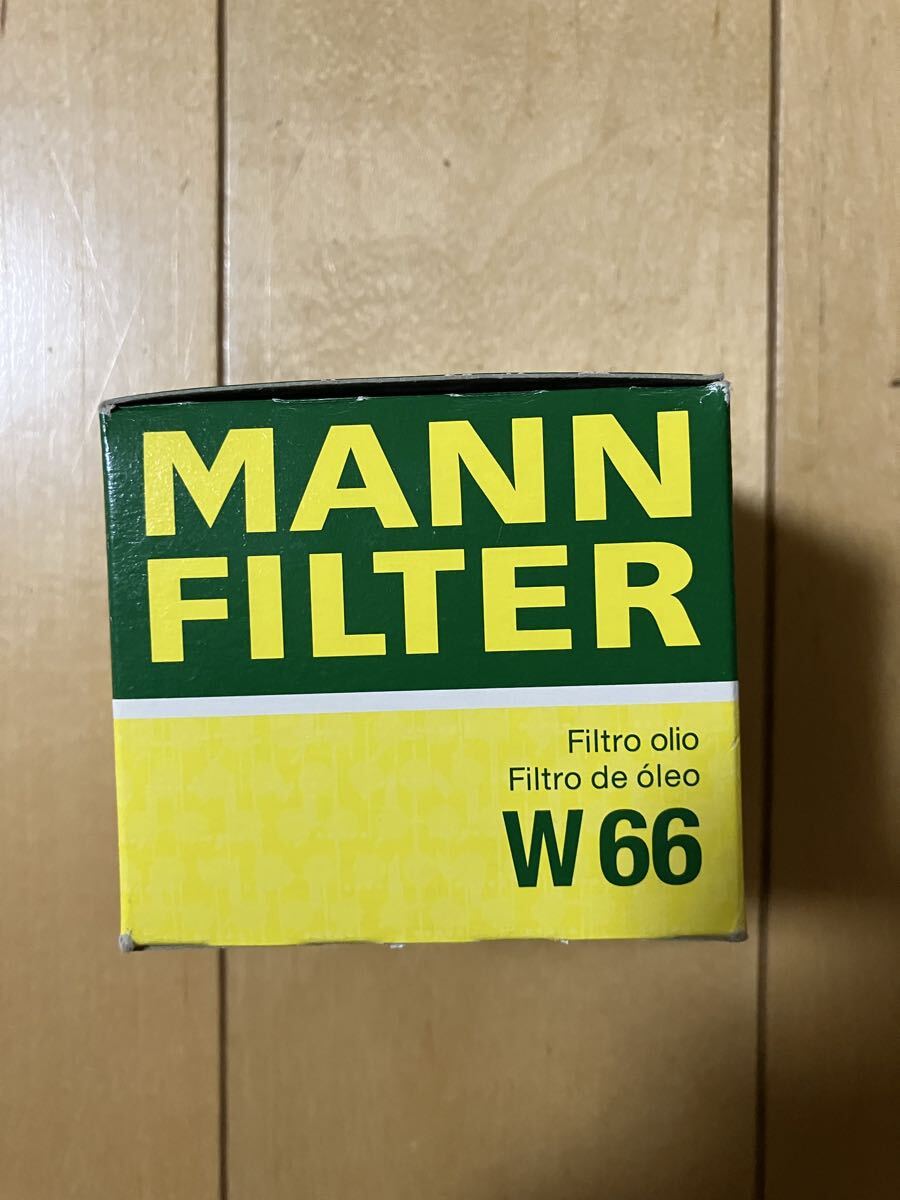 MANN
FILTER
Filtro olio
Filtro de óleo
W 66